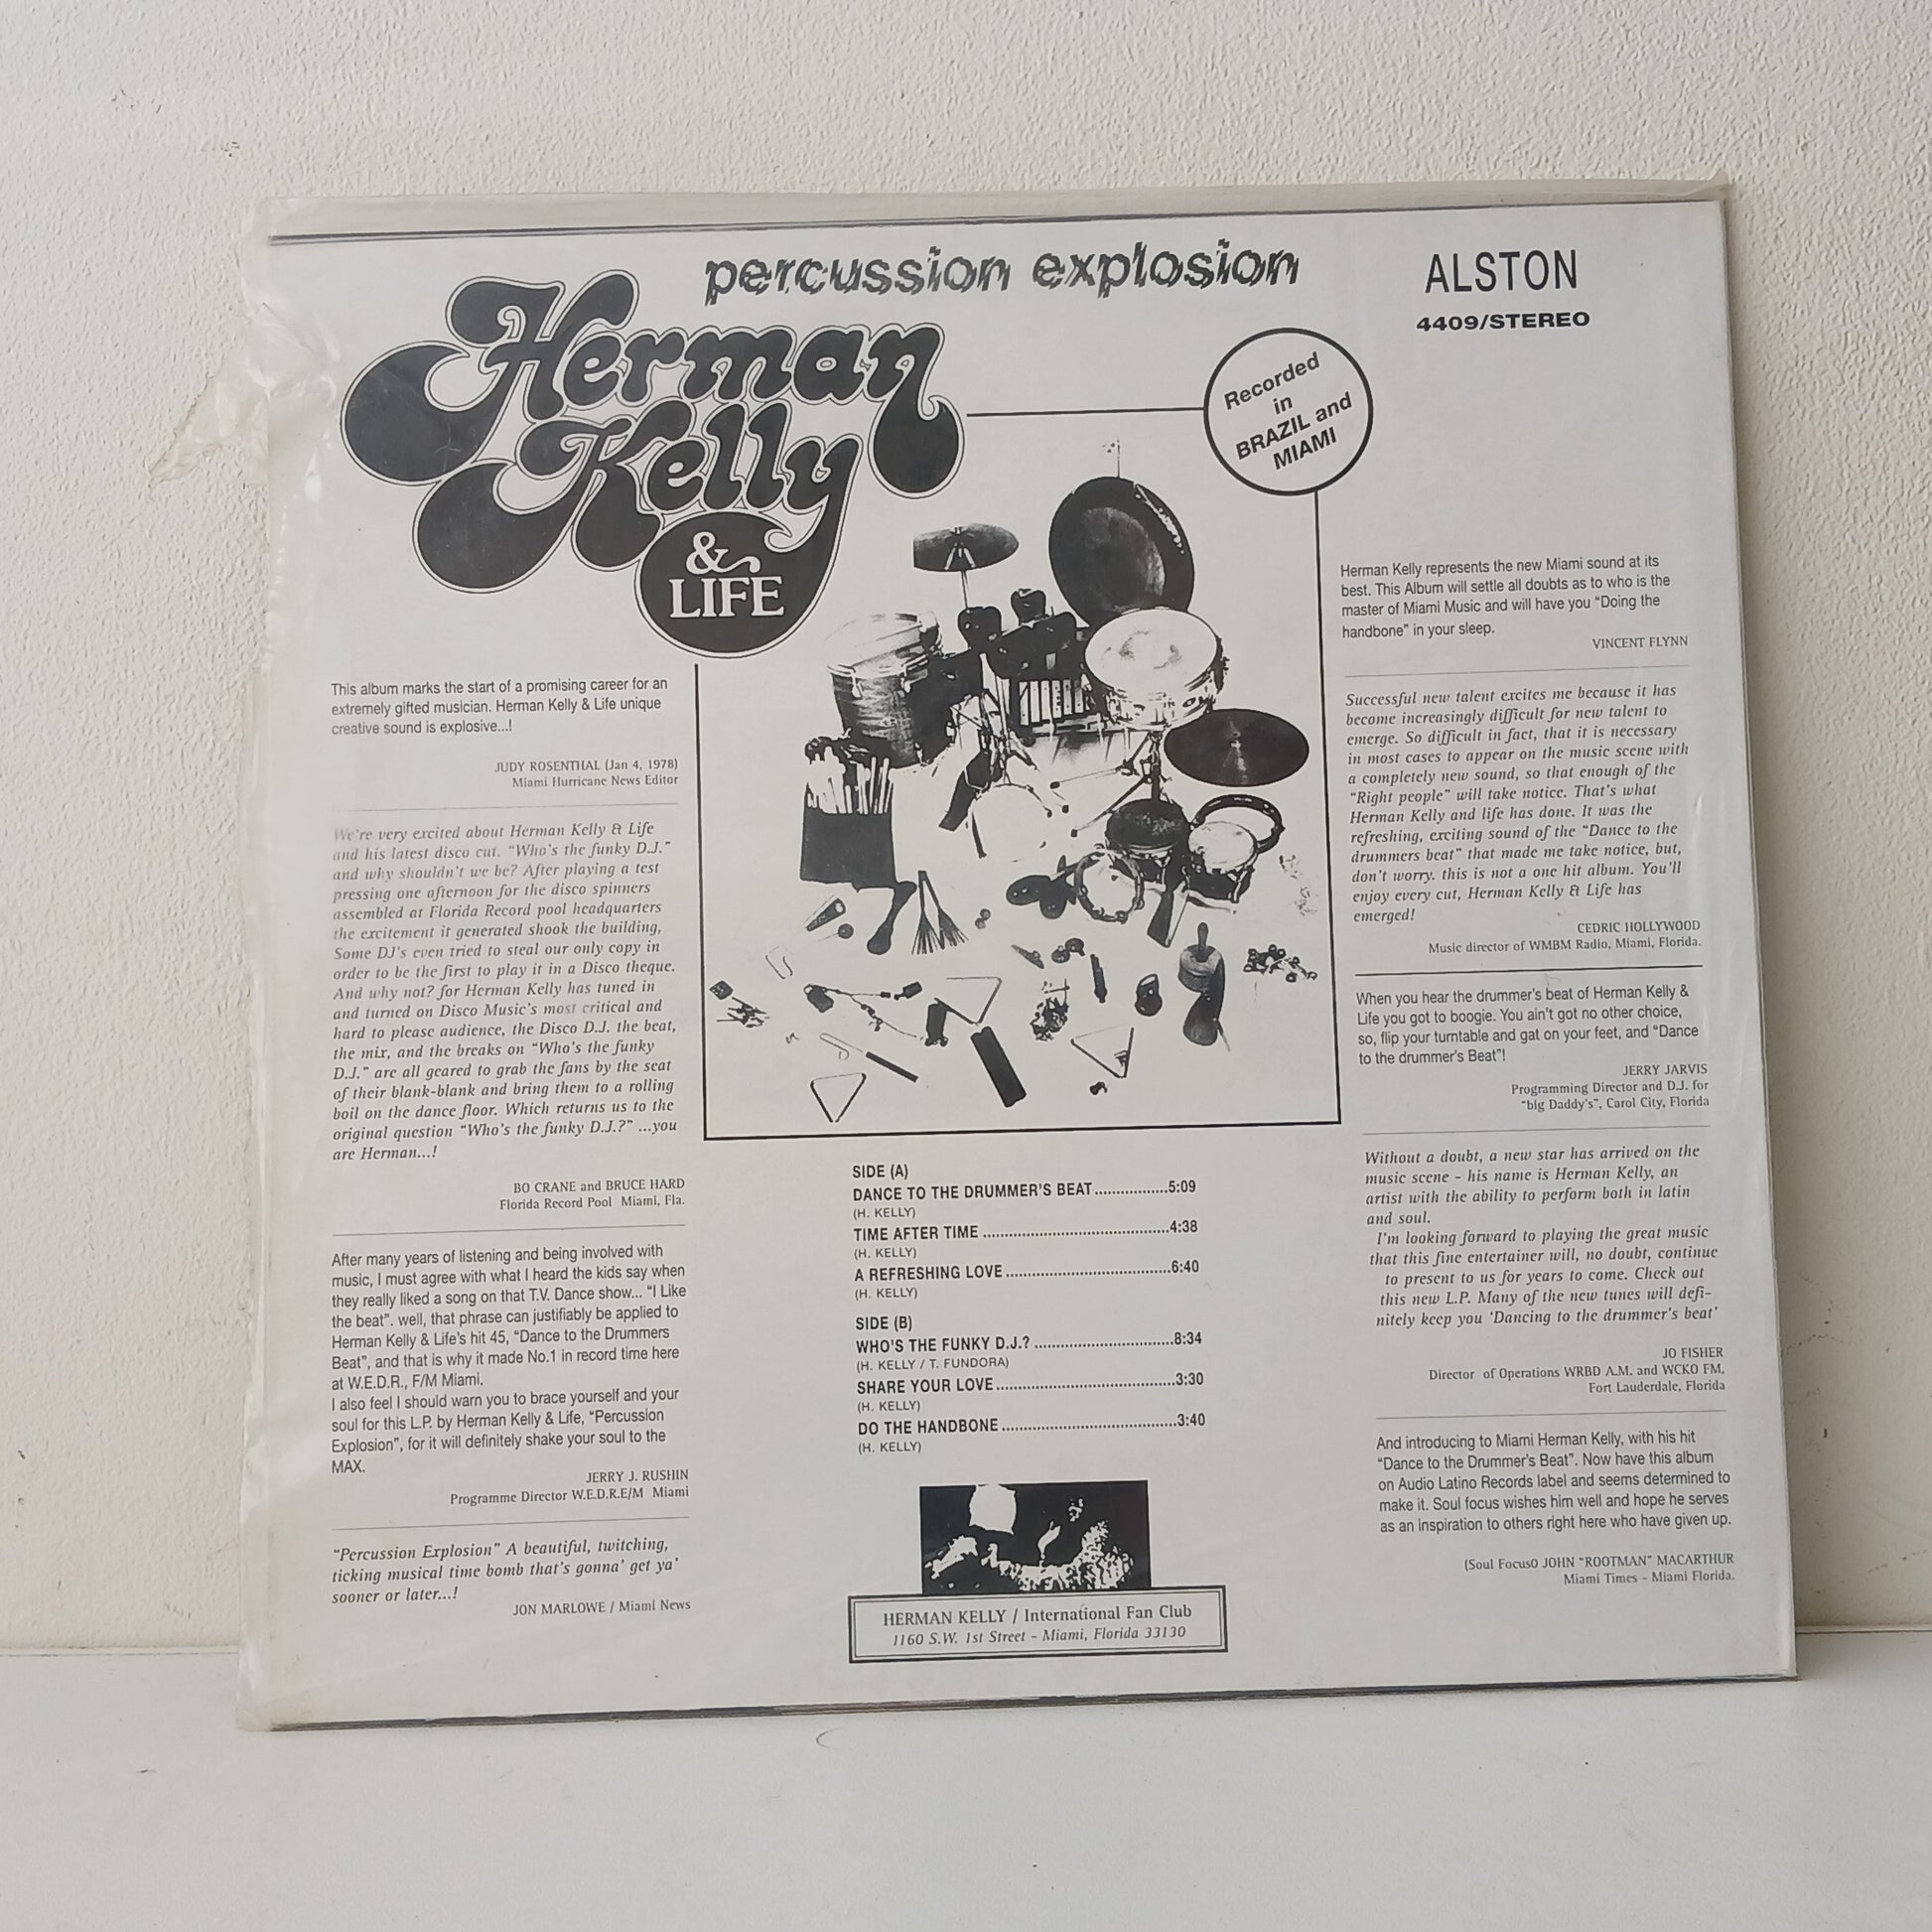 percussion explosion
Herman
Kelly
&
LIFE
ALSTON
4409/STEREO
Recorded
in
BRAZIL and
MIAMI
This album marks the start of a promising career for an
extremely gifted musician. Herman Kelly & Life unique
creative sound is explosive...!
JUDY ROSENTHAL (Jan 4, 1978)
Miami Hurricane News Editor
We're very excited about Herman Kelly & Life
and his latest disco cut. “Who's the funky D.J.”
and why shouldn't we be? After playing a test
pressing one afternoon for the disco spinners
assembled at Florida Record pool headquarters
the excitement it generated shook the building,
Some DJ's even tried to steal our only copy in
order to be the first to play it in a Disco theque.
And why not? for Herman Kelly has tuned in
and turned on Disco Music's most critical and
hard to please audience, the Disco D.J. the beat,
the mix, and the breaks on “Who's the funky
D.J.” are all geared to grab the fans by the seat
of their blank-blank and bring them to a rolling
boil on the dance floor. Which returns us to the
original question “Who's the funky D.J.?” ...you
are Herman...!
BO CRANE and BRUCE HARD
Florida Record Pool Miami, Fla.
After many years of listening and being involved with
music, I must agree with what I heard the kids say when
they really liked a song on that T.V. Dance show... “I Like
the beat”. well, that phrase can justifiably be applied to
Herman Kelly & Life's hit 45, “Dance to the Drummers
Beat”, and that is why it made No.1 in record time here
at W.E.D.R., F/M Miami.
I also feel I should warn you to brace yourself and your
soul for this L.P. by Herman Kelly & Life, “Percussion
Explosion”, for it will definitely shake your soul to the
MAX.
JERRY J. RUSHIN
Programme Director W.E.D.R.E/M Miami
“Percussion Explosion” A beautiful, twitching,
ticking musical time bomb that's gonna' get ya'
sooner or later...!
JON MARLOWE / Miami News
SIDE (A)
DANCE TO THE DRUMMER'S BEAT.................5:09
(H. KELLY)
TIME AFTER TIME ...........................................4:38
(H. KELLY)
A REFRESHING LOVE......................................6:40
(H. KELLY)
SIDE (B)
WHO'S THE FUNKY D.J.? ................................8:34
(H. KELLY / T. FUNDORA)
SHARE YOUR LOVE.........................................3:30
(H. KELLY)
DO THE HANDBONE ........................................3:40
(H. KELLY)
HERMAN KELLY / International Fan Club
1160 S.W. 1st Street - Miami, Florida 33130
Herman Kelly represents the new Miami sound at its
best. This Album will settle all doubts as to who is the
master of Miami Music and will have you “Doing the
handbone” in your sleep.
VINCENT FLYNN
Successful new talent excites me because it has
become increasingly difficult for new talent to
emerge. So difficult in fact, that it is necessary
in most cases to appear on the music scene with
a completely new sound, so that enough of the
“Right people” will take notice. That's what
Herman Kelly and life has done. It was the
refreshing, exciting sound of the “Dance to the
drummers beat” that made me take notice, but,
don't worry. this is not a one hit album. You'll
enjoy every cut, Herman Kelly & Life has
emerged!
CEDRIC HOLLYWOOD
Music director of WMBM Radio, Miami, Florida.
When you hear the drummer's beat of Herman Kelly &
Life you got to boogie. You ain't got no other choice,
so, flip your turntable and gat on your feet, and “Dance
to the drummer's Beat”!
JERRY JARVIS
Programming Director and D.J. for
“big Daddy's”, Carol City, Florida
Without a doubt, a new star has arrived on the
music scene - his name is Herman Kelly, an
artist with the ability to perform both in latin
and soul.
I'm looking forward to playing the great music
that this fine entertainer will, no doubt, continue
to present to us for years to come. Check out
this new L.P. Many of the new tunes will defi-
nitely keep you ‘Dancing to the drummer's beat’
JO FISHER
Director of Operations WRBD A.M. and WCKO FM,
Fort Lauderdale, Florida
And introducing to Miami Herman Kelly, with his hit
“Dance to the Drummer's Beat”. Now have this album
on Audio Latino Records label and seems determined to
make it. Soul focus wishes him well and hope he serves
as an inspiration to others right here who have given up.
(Soul Focus0 JOHN “ROOTMAN” MACARTHUR
Miami Times - Miami Florida.